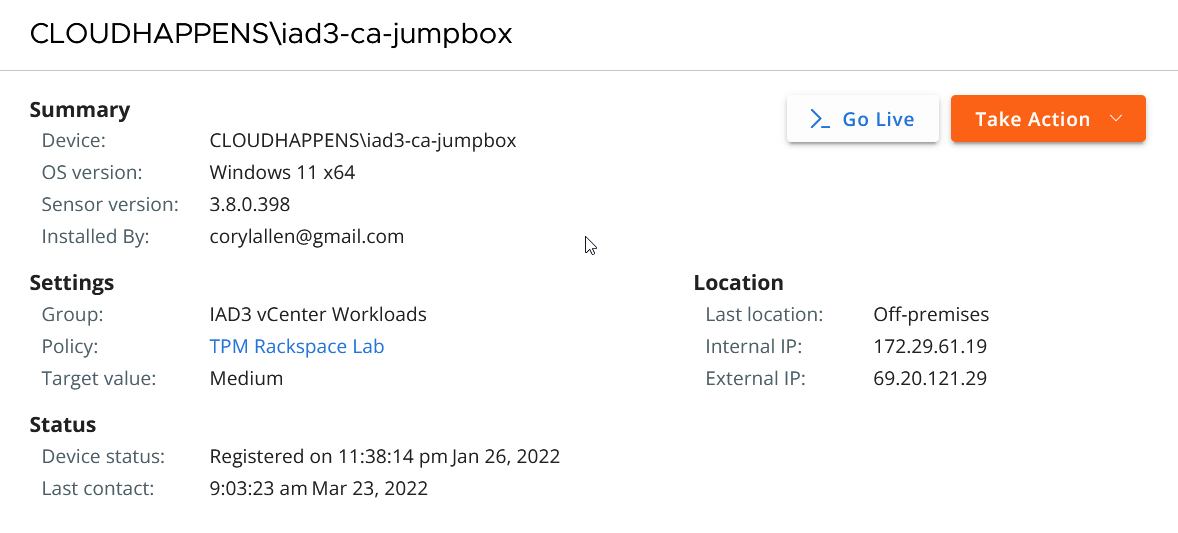 CLOUDHAPPENS\iad3-ca-jumpbox
Summary
Go Live
Take Action
Device: CLOUDHAPPENS\iad3-ca-jumpbox
OS version: Windows 11 x64
Sensor version: 3.8.0.398
Installed By: corylallen@gmail.com
Settings
Group: IAD3 vCenter Workloads
Policy: TPM Rackspace Lab
Target value: Medium
Location
Last location: Off-premises
Internal IP: 172.29.61.19
External IP: 69.20.121.29
Status
Device status: Registered on 11:38:14 pm Jan 26, 2022
Last contact: 9:03:23 am Mar 23, 2022